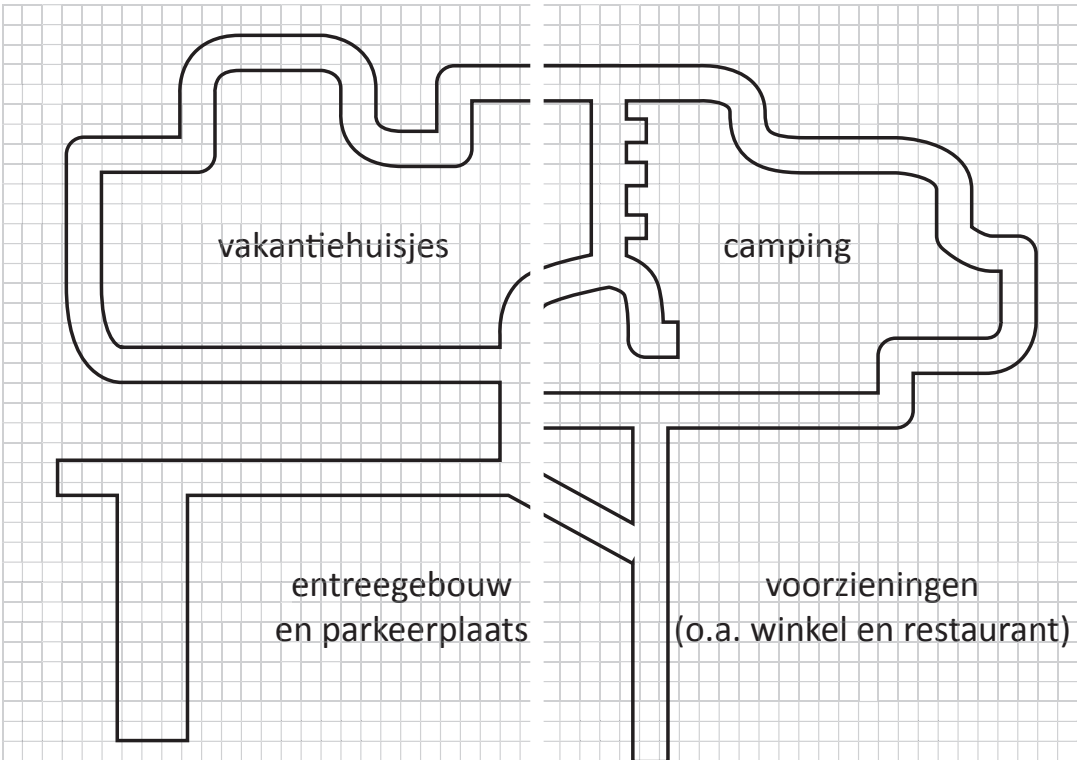 vakantiehuisjes
camping
entreegebouw
en parkeerplaats
voorzieningen
(o.a. winkel en restaurant)